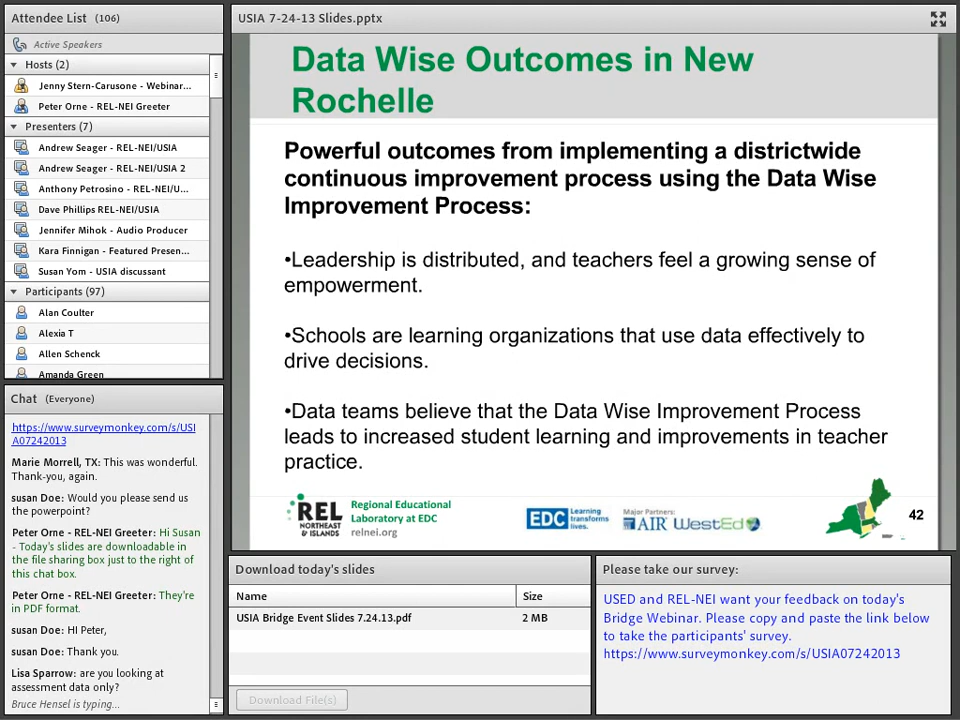 Attendee List (106)
Active Speakers
Hosts (2)
Jenny Stern-Carusone - Webinar...
Peter Orne - REL-NEI Greeter
Presenters (7)
Andrew Seager - REL-NEI/USIA
Andrew Seager - REL-NEI/USIA 2
Anthony Petrosino - REL-NEI/U...
Dave Phillips REL-NEI/USIA
Jennifer Mihok - Audio Producer
Kara Finnigan - Featured Presen...
Susan Yom - USIA discussant
Participants (97)
Alan Coulter
Alexia T
Allen Schenck
Amanda Green
Chat (Everyone)
https://www.surveymonkey.com/s/USI
A07242013
Marie Morrell, TX: This was wonderful.
Thank-you, again.
susan Doe: Would you please send us
the powerpoint?
Peter Orne - REL-NEI Greeter: Hi Susan
- Today's slides are downloadable in
the file sharing box just to the right of
this chat box.
Peter Orne - REL-NEI Greeter: They're
in PDF format.
susan Doe: HI Peter,
susan Doe: Thank you.
Lisa Sparrow: are you looking at
assessment data only?
Bruce Hensel is typing...
USIA 7-24-13 Slides.pptx
Data Wise Outcomes in New
Rochelle
Powerful outcomes from implementing a districtwide
continuous improvement process using the Data Wise
Improvement Process:
•Leadership is distributed, and teachers feel a growing sense of
empowerment.
•Schools are learning organizations that use data effectively to
drive decisions.
•Data teams believe that the Data Wise Improvement Process
leads to increased student learning and improvements in teacher
practice.
REL
NORTHEAST
& ISLANDS
Regional Educational
Laboratory at EDC
relnei.org
EDC Learning
transforms
lives.
Major Partners:
AIR WestEd
42
Download today's slides
Name Size
USIA Bridge Event Slides 7.24.13.pdf 2 MB
Download File(s)
Please take our survey:
USED and REL-NEI want your feedback on today's
Bridge Webinar. Please copy and paste the link below
to take the participants' survey.
https://www.surveymonkey.com/s/USIA07242013